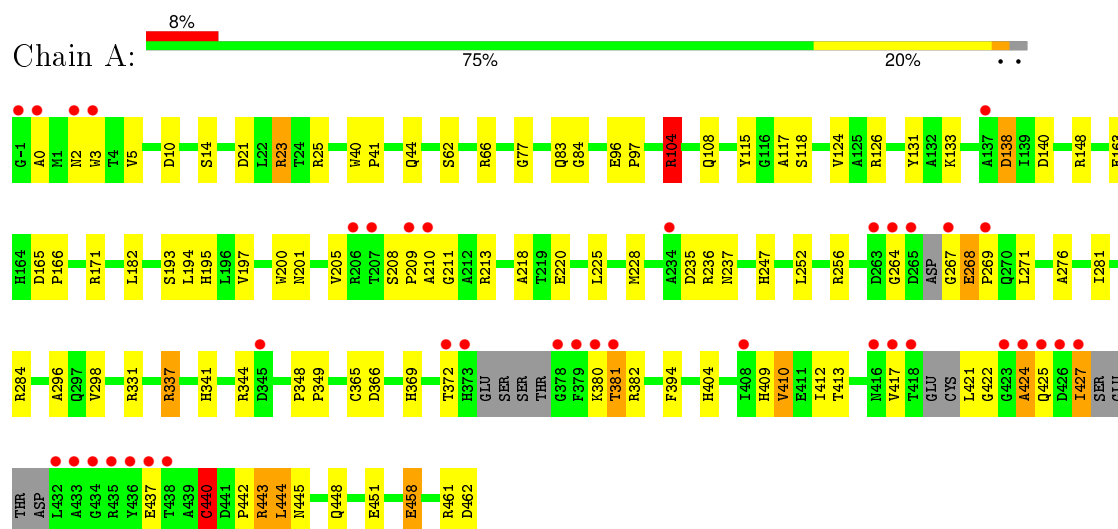 8%
Chain A:
75%
20%
G-1 A0 M1 N2 W3 T4 V5 D10 S14 D21 L22 R23 T24 R25 W40 P41 Q44 S62 R66 G77 Q83 G84 E96 P97 R104 Q108 Y115 G116 A117 S118 V124 A125 R126 Y131 A132 K133 A137 D138 I139 D140 R148
H164 D165 P166 R171 L182 S193 L194 H195 L196 V197 W200 N201 V205 R206 T207 S208 P209 A210 G211 A212 R213 A218 T219 E220 L225 M228 A234 D235 R236 N237 H247 L252 R256 D263 G264 D265 ASP G267 E268 P269 Q270 L271 A276 I281
R284 A296 Q297 V298 R331 R337 H341 R344 D345 P348 P349 C365 D366 H369 T372 H373 GLU SER SER THR G378 F379 K380 T381 R382 F394 H404 I408 H409 V410 E411 I412 T413 N416 V417 T418 GLU CYS L421 G422 G423 A424 Q425 D426 I427 SER
THR ASP L432 A433 G434 R435 Y436 E437 T438 A439 C440 D441 P442 R443 L444 N445 Q448 E451 E458 R461 D462